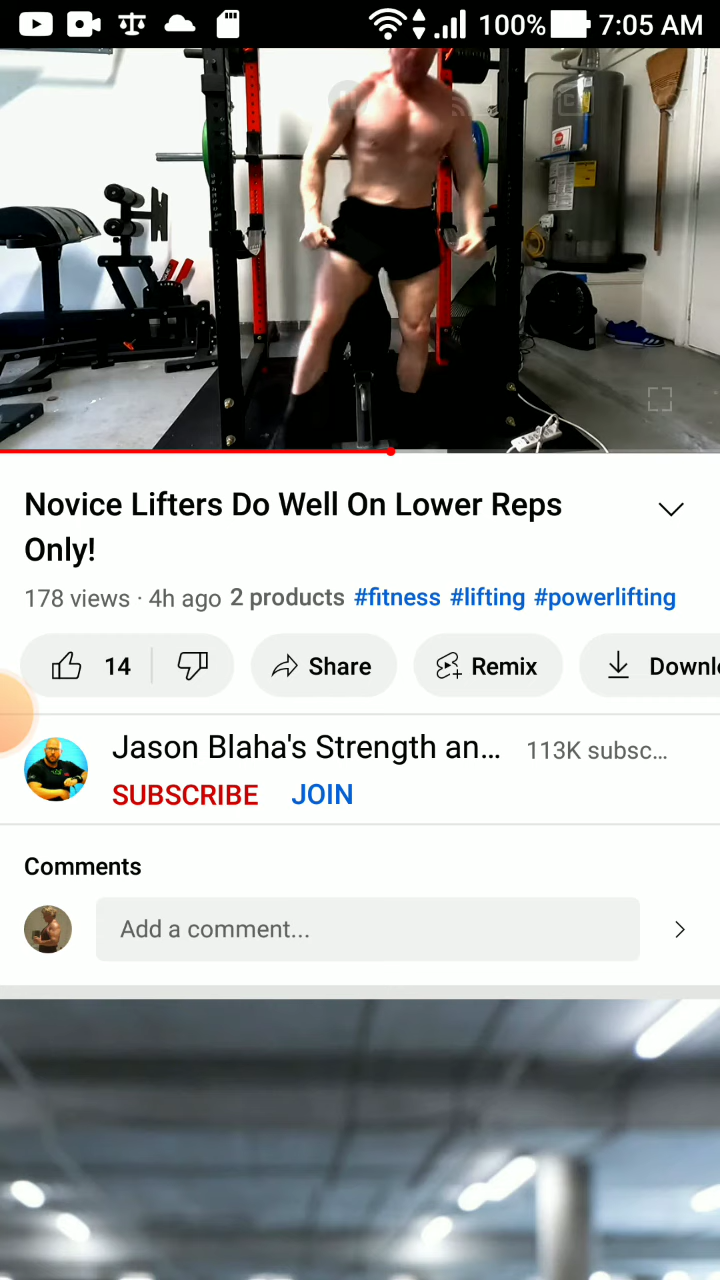 100% 7:05 AM
Novice Lifters Do Well On Lower Reps
Only!
178 views · 4h ago 2 products #fitness #lifting #powerlifting
14 Share Remix Downl
Jason Blaha's Strength an... 113K subsc...
SUBSCRIBE JOIN
Comments
Add a comment...